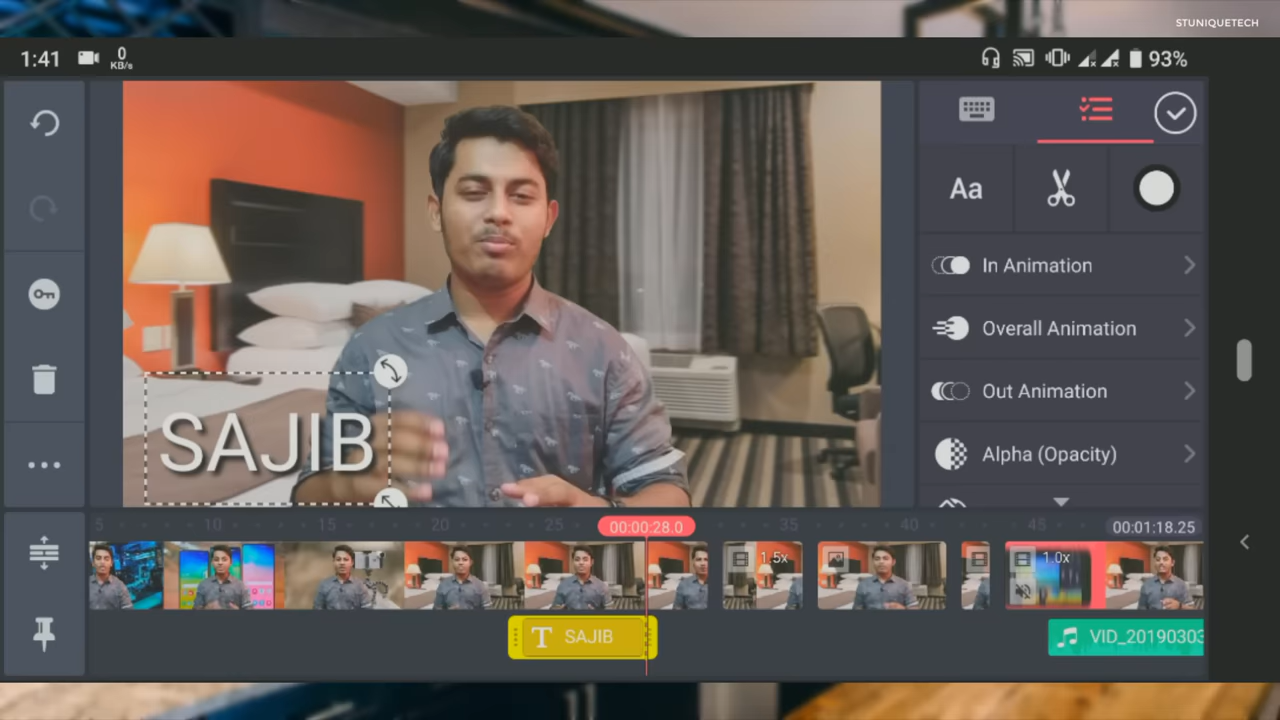 STUNIQUETECH
1:41 0 KB/s 93%
Aa
In Animation
Overall Animation
Out Animation
Alpha (Opacity)
SAJIB
5 10 15 20 25 00:00:28.0 35 40 45 00:01:18.25
1.5x 1.0x
T SAJIB
VID_20190303